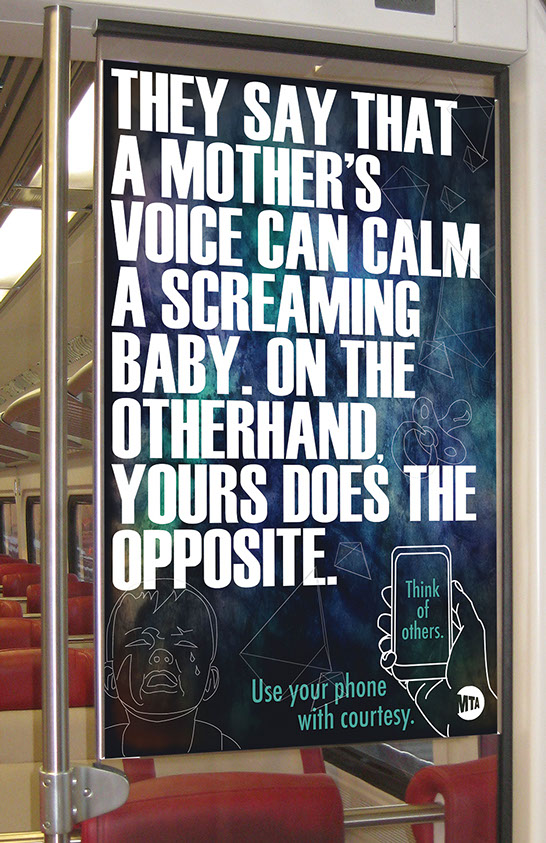 THEY SAY THAT
A MOTHER'S
VOICE CAN CALM
A SCREAMING
BABY. ON THE
OTHERHAND,
YOURS DOES THE
OPPOSITE.
Think
of
others.
Use your phone
with courtesy.
MTA